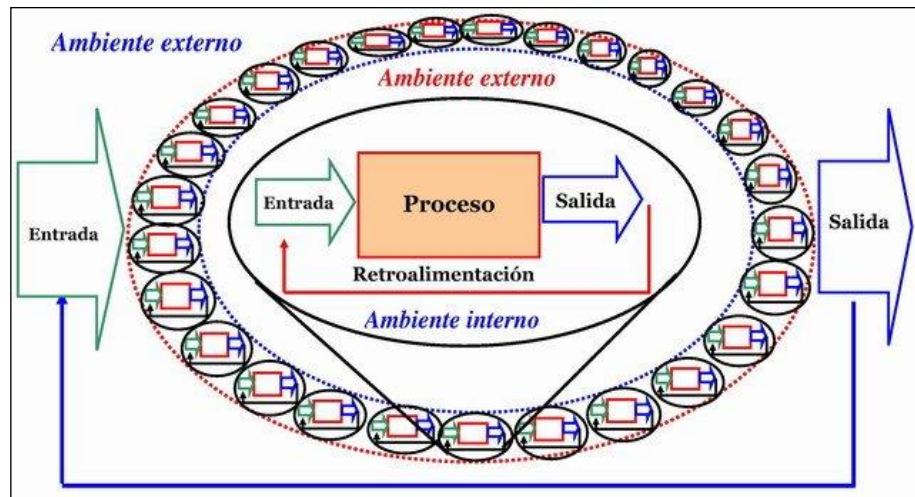 Ambiente externo
Ambiente externo
Entrada
Proceso
Salida
Entrada
Salida
Retroalimentación
Ambiente interno